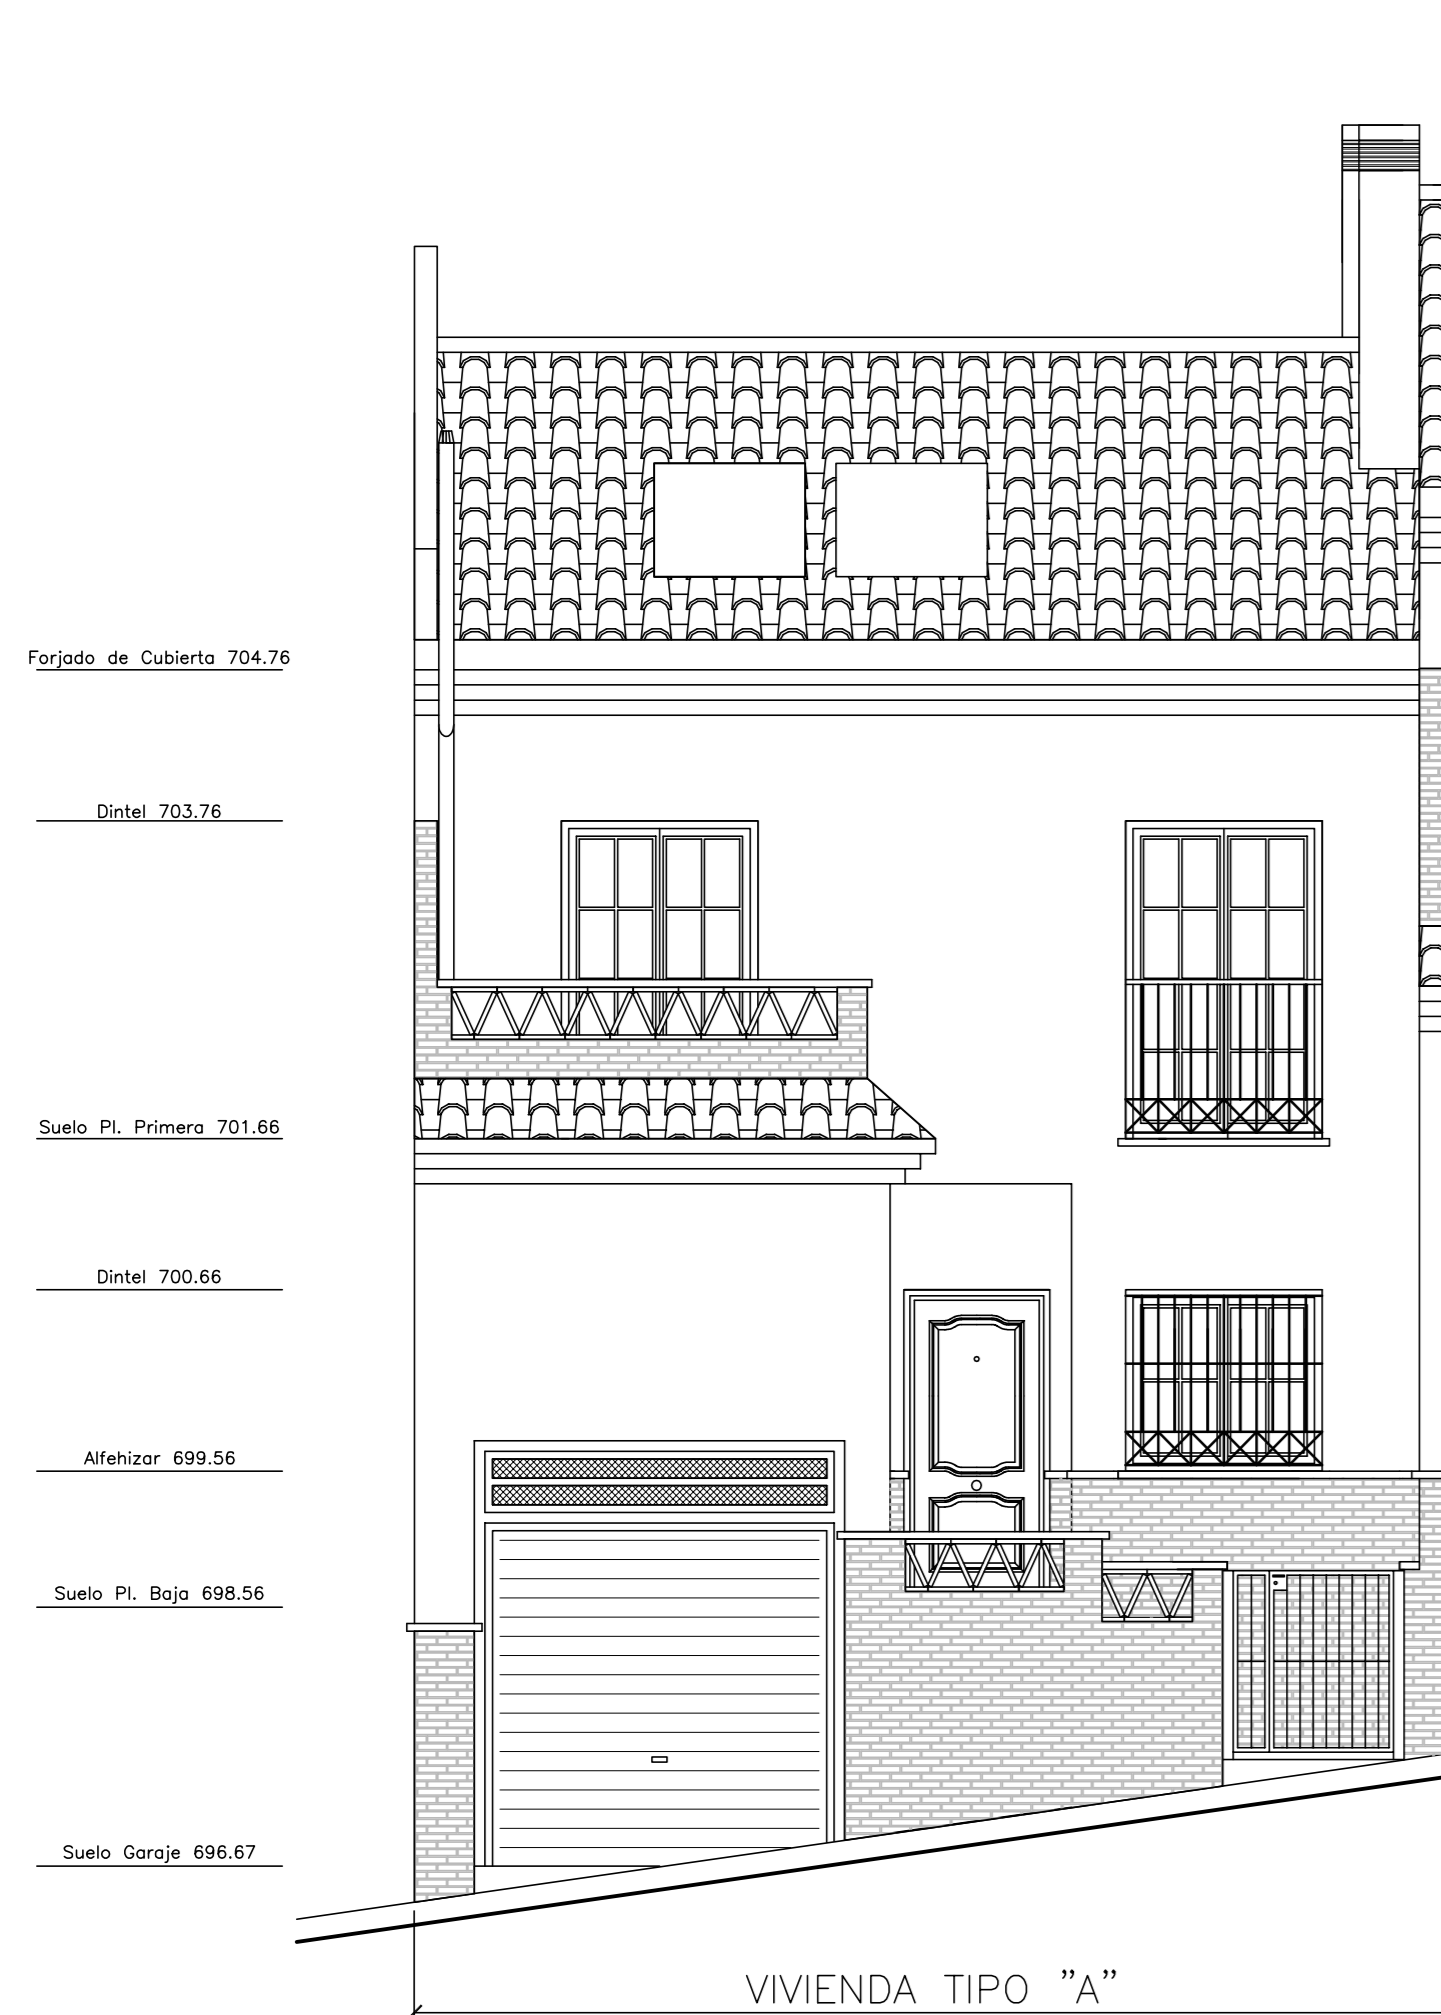 Forjado de Cubierta 704.76
Dintel 703.76
Suelo Pl. Primera 701.66
Dintel 700.66
Alfehizar 699.56
Suelo Pl. Baja 698.56
Suelo Garaje 696.67
VIVIENDA TIPO "A"